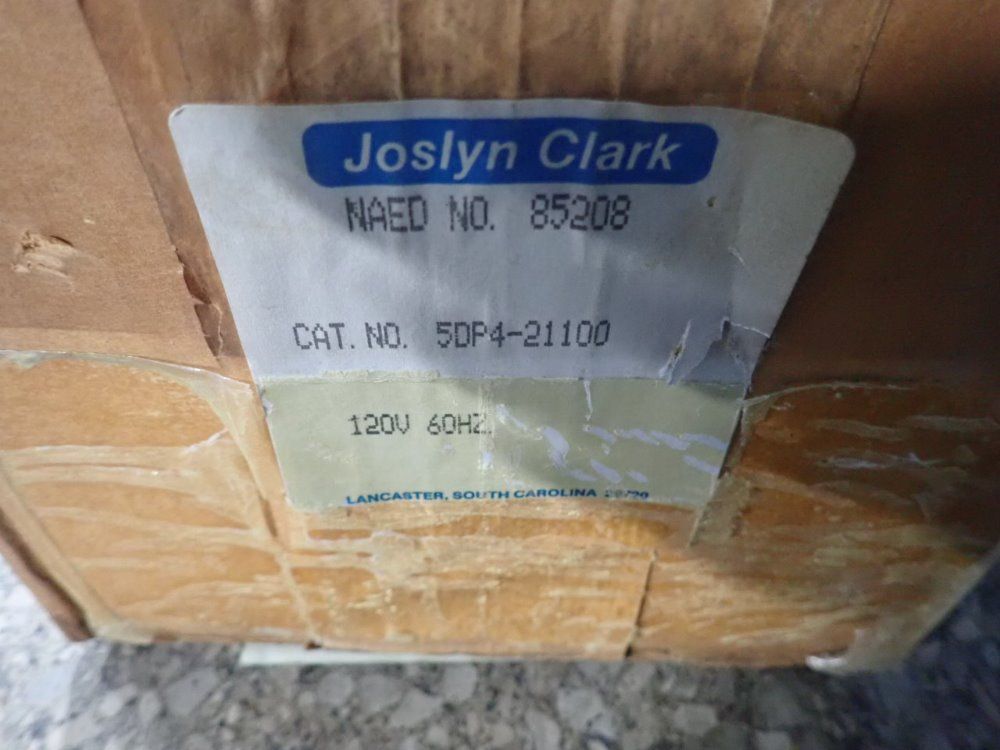 Joslyn Clark
NAED NO. 85208
CAT. NO. 5DP4-21100
120V 60HZ
LANCASTER, SOUTH CAROLINA